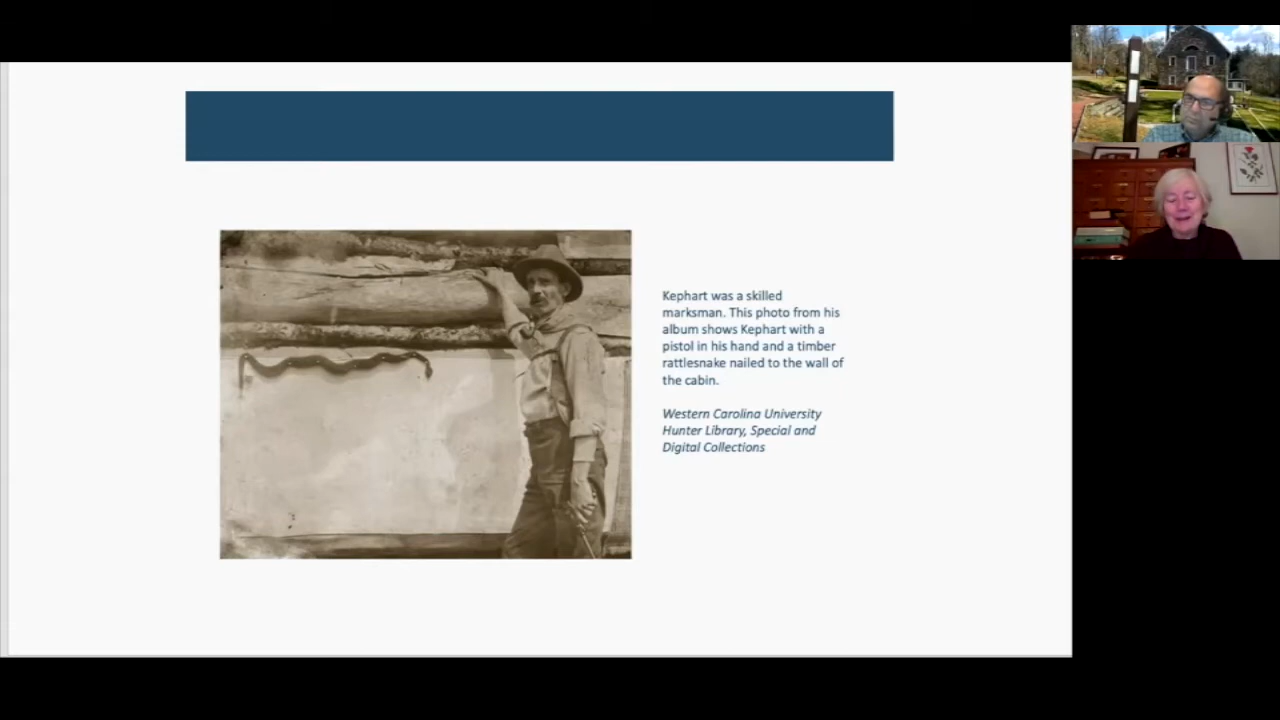 Kephart was a skilled
marksman. This photo from his
album shows Kephart with a
pistol in his hand and a timber
rattlesnake nailed to the wall of
the cabin.
Western Carolina University
Hunter Library, Special and
Digital Collections